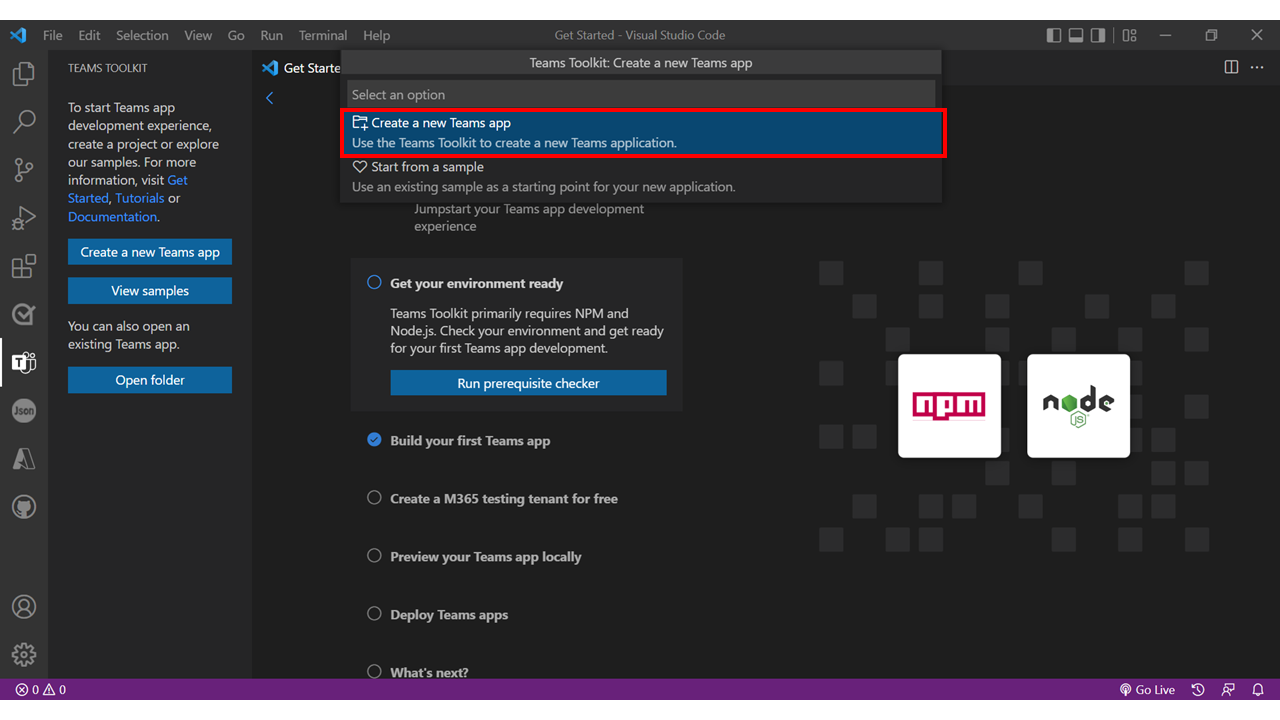 File Edit Selection View Go Run Terminal Help
Get Started - Visual Studio Code
TEAMS TOOLKIT
To start Teams app
development experience,
create a project or explore
our samples. For more
information, visit Get
Started, Tutorials or
Documentation.
Create a new Teams app
View samples
You can also open an
existing Teams app.
Open folder
Get Starte
Teams Toolkit: Create a new Teams app
Select an option
Create a new Teams app
Use the Teams Toolkit to create a new Teams application.
Start from a sample
Use an existing sample as a starting point for your new application.
Jumpstart your Teams app development
experience
Get your environment ready
Teams Toolkit primarily requires NPM and
Node.js. Check your environment and get ready
for your first Teams app development.
Run prerequisite checker
Build your first Teams app
Create a M365 testing tenant for free
Preview your Teams app locally
Deploy Teams apps
What's next?
npm
node
JS
T
Json
0 0
Go Live